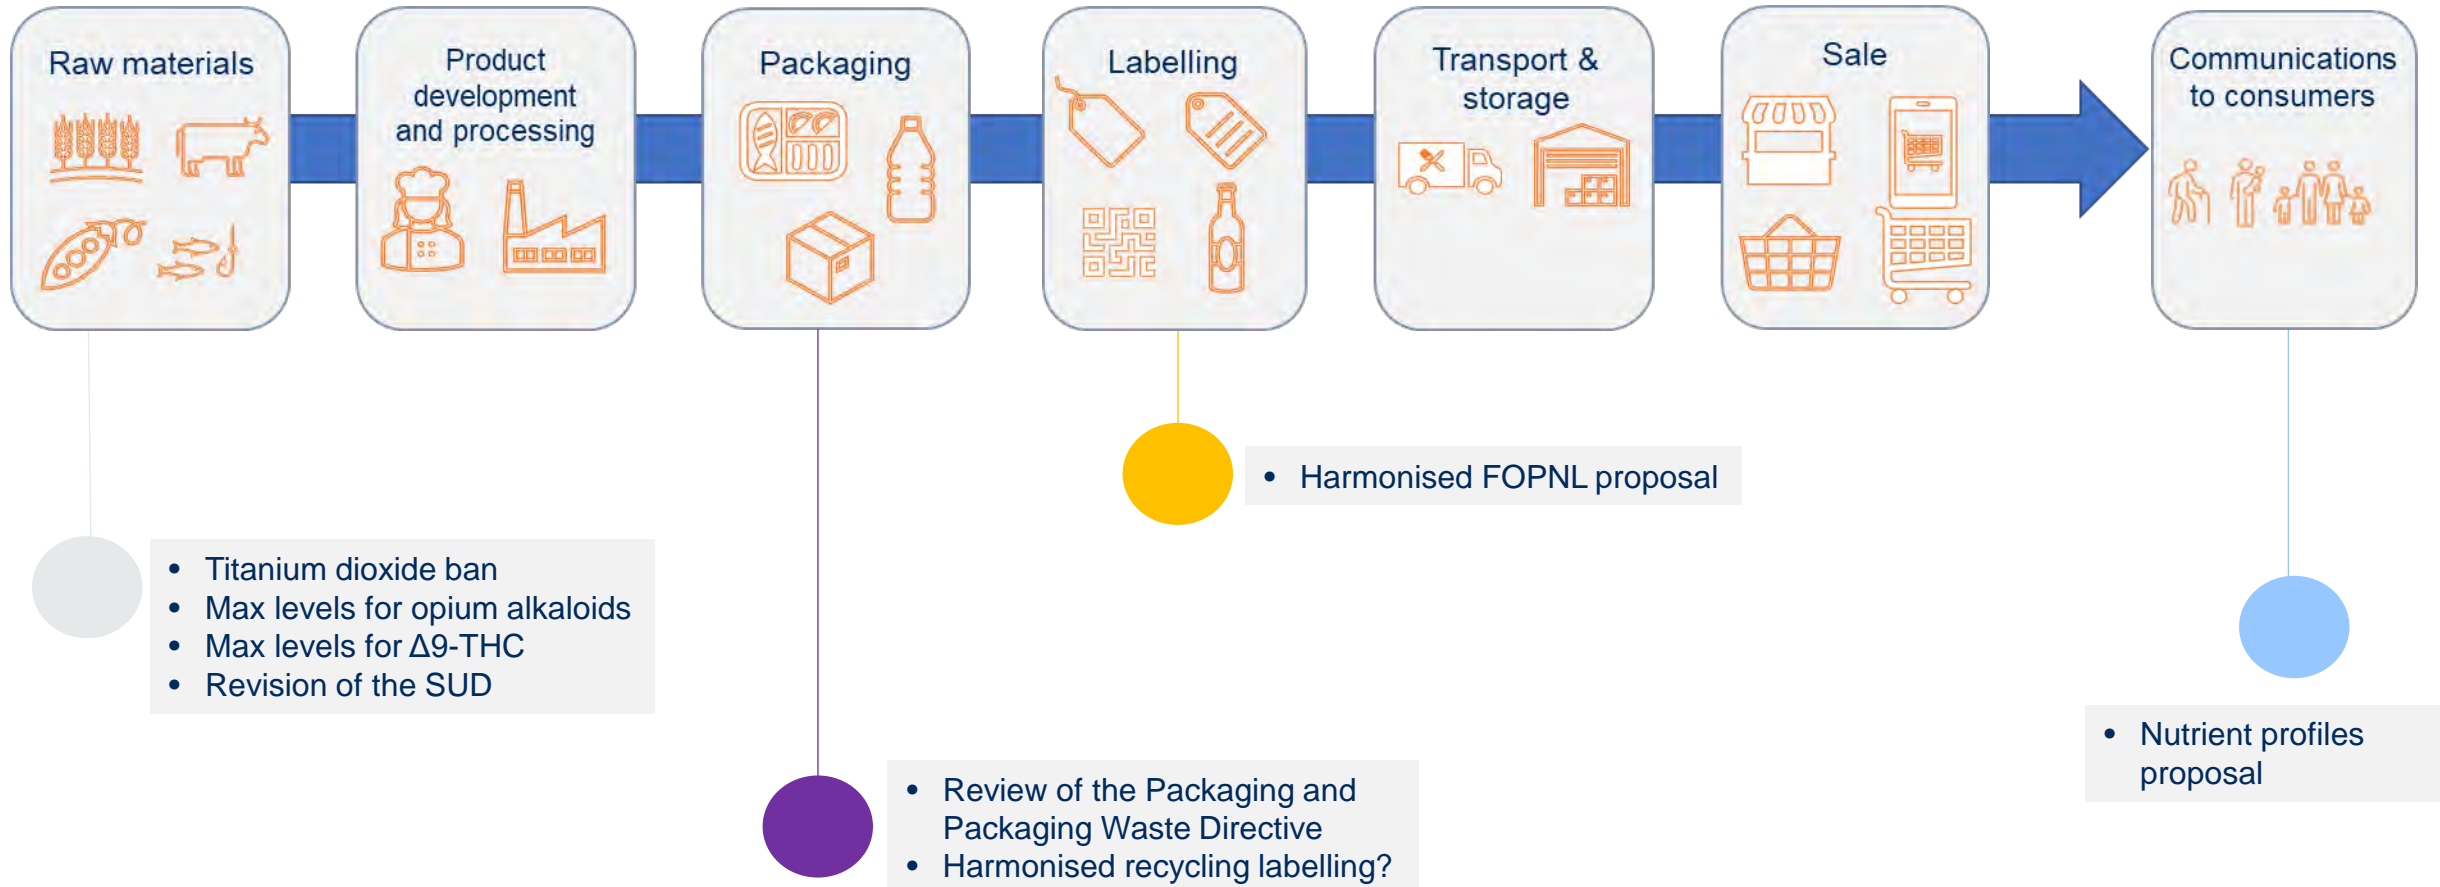 Raw materials
Product
development
and processing
Packaging
Labelling
Transport &
storage
Sale
Communications
to consumers
• Harmonised FOPNL proposal
• Titanium dioxide ban
• Max levels for opium alkaloids
• Max levels for Δ9-THC
• Revision of the SUD
• Nutrient profiles
proposal
• Review of the Packaging and
Packaging Waste Directive
• Harmonised recycling labelling?